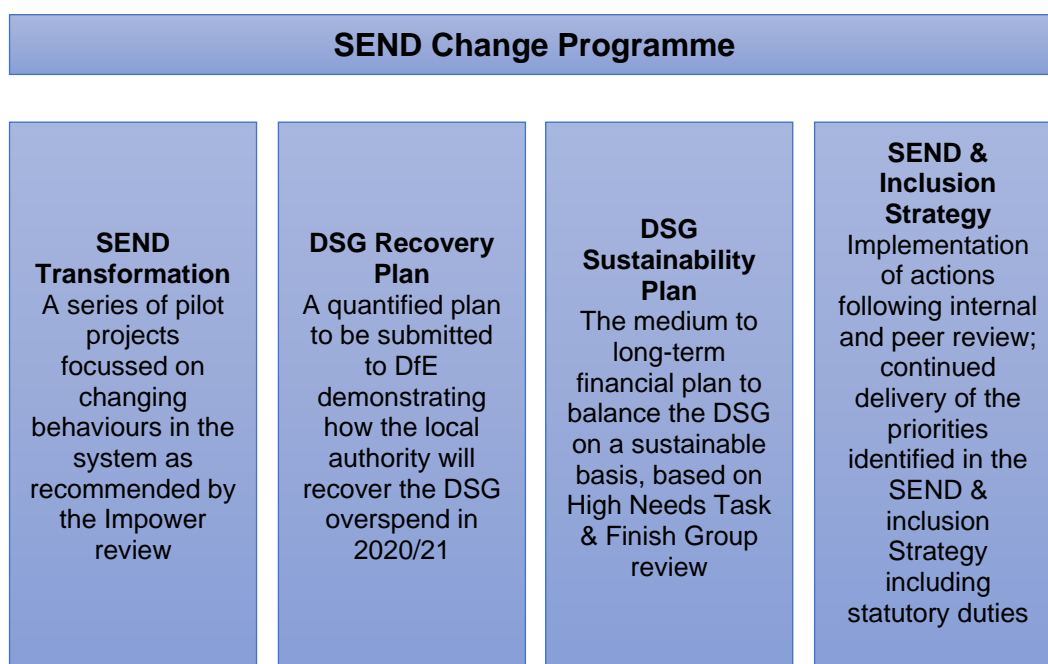 SEND Change Programme
SEND
Transformation
A series of pilot
projects
focussed on
changing
behaviours in the
system as
recommended by
the Impower
review
DSG Recovery
Plan
A quantified plan
to be submitted
to DfE
demonstrating
how the local
authority will
recover the DSG
overspend in
2020/21
DSG
Sustainability
Plan
The medium to
long-term
financial plan to
balance the DSG
on a sustainable
basis, based on
High Needs Task
& Finish Group
review
SEND &
Inclusion
Strategy
Implementation
of actions
following internal
and peer review;
continued
delivery of the
priorities
identified in the
SEND &
inclusion
Strategy
including
statutory duties